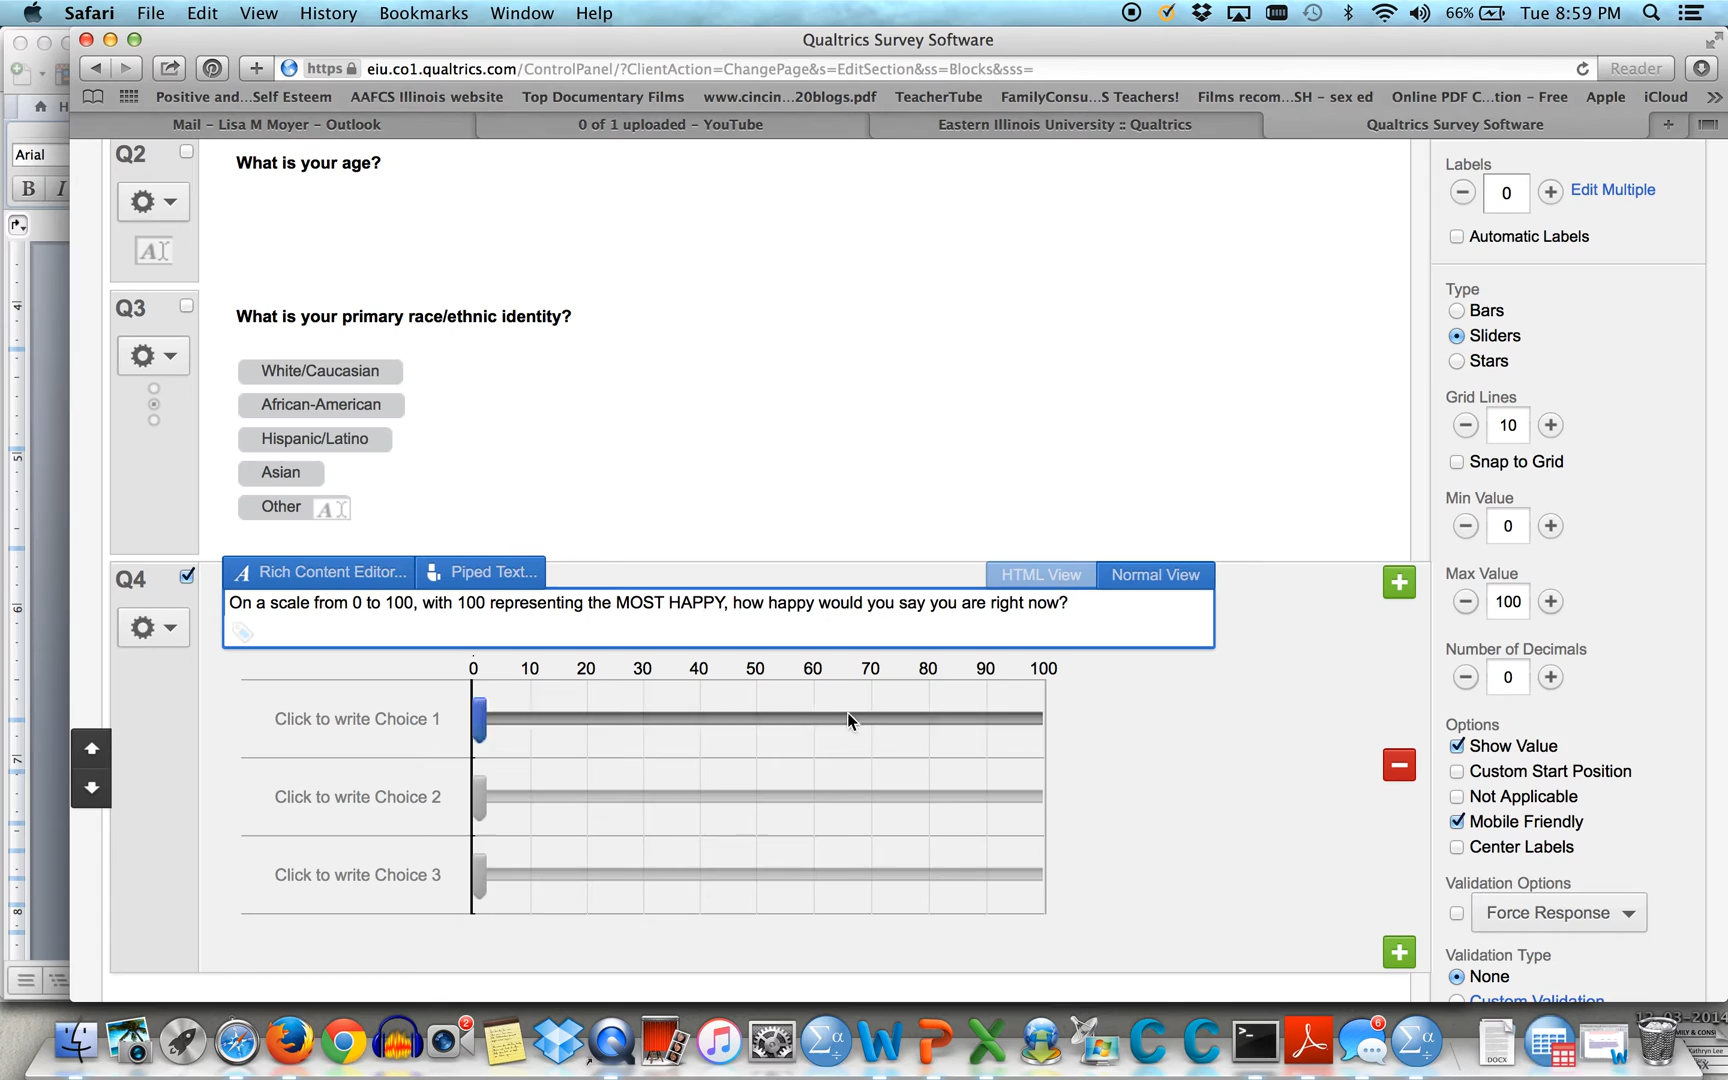 Safari File Edit View History Bookmarks Window Help 66% Tue 8:59 PM
Qualtrics Survey Software
https eiu.co1.qualtrics.com/ControlPanel/?ClientAction=ChangePage&s=EditSection&ss=Blocks&sss= Reader
Positive and...Self Esteem AAFCS Illinois website Top Documentary Films www.cincin...20blogs.pdf TeacherTube FamilyConsu...S Teachers! Films recom...SH - sex ed Online PDF C...tion - Free Apple iCloud
Mail – Lisa M Moyer – Outlook 0 of 1 uploaded – YouTube Eastern Illinois University :: Qualtrics Qualtrics Survey Software
Arial
B I
Q2 What is your age?
Q3 What is your primary race/ethnic identity?
White/Caucasian
African-American
Hispanic/Latino
Asian
Other
Q4 Rich Content Editor... Piped Text... HTML View Normal View
On a scale from 0 to 100, with 100 representing the MOST HAPPY, how happy would you say you are right now?
0 10 20 30 40 50 60 70 80 90 100
Click to write Choice 1
Click to write Choice 2
Click to write Choice 3
Labels
0 Edit Multiple
Automatic Labels
Type
Bars
Sliders
Stars
Grid Lines
10
Snap to Grid
Min Value
0
Max Value
100
Number of Decimals
0
Options
Show Value
Custom Start Position
Not Applicable
Mobile Friendly
Center Labels
Validation Options
Force Response
Validation Type
None
Custom Validation
4
5
6
7
8
2
6
DOCX